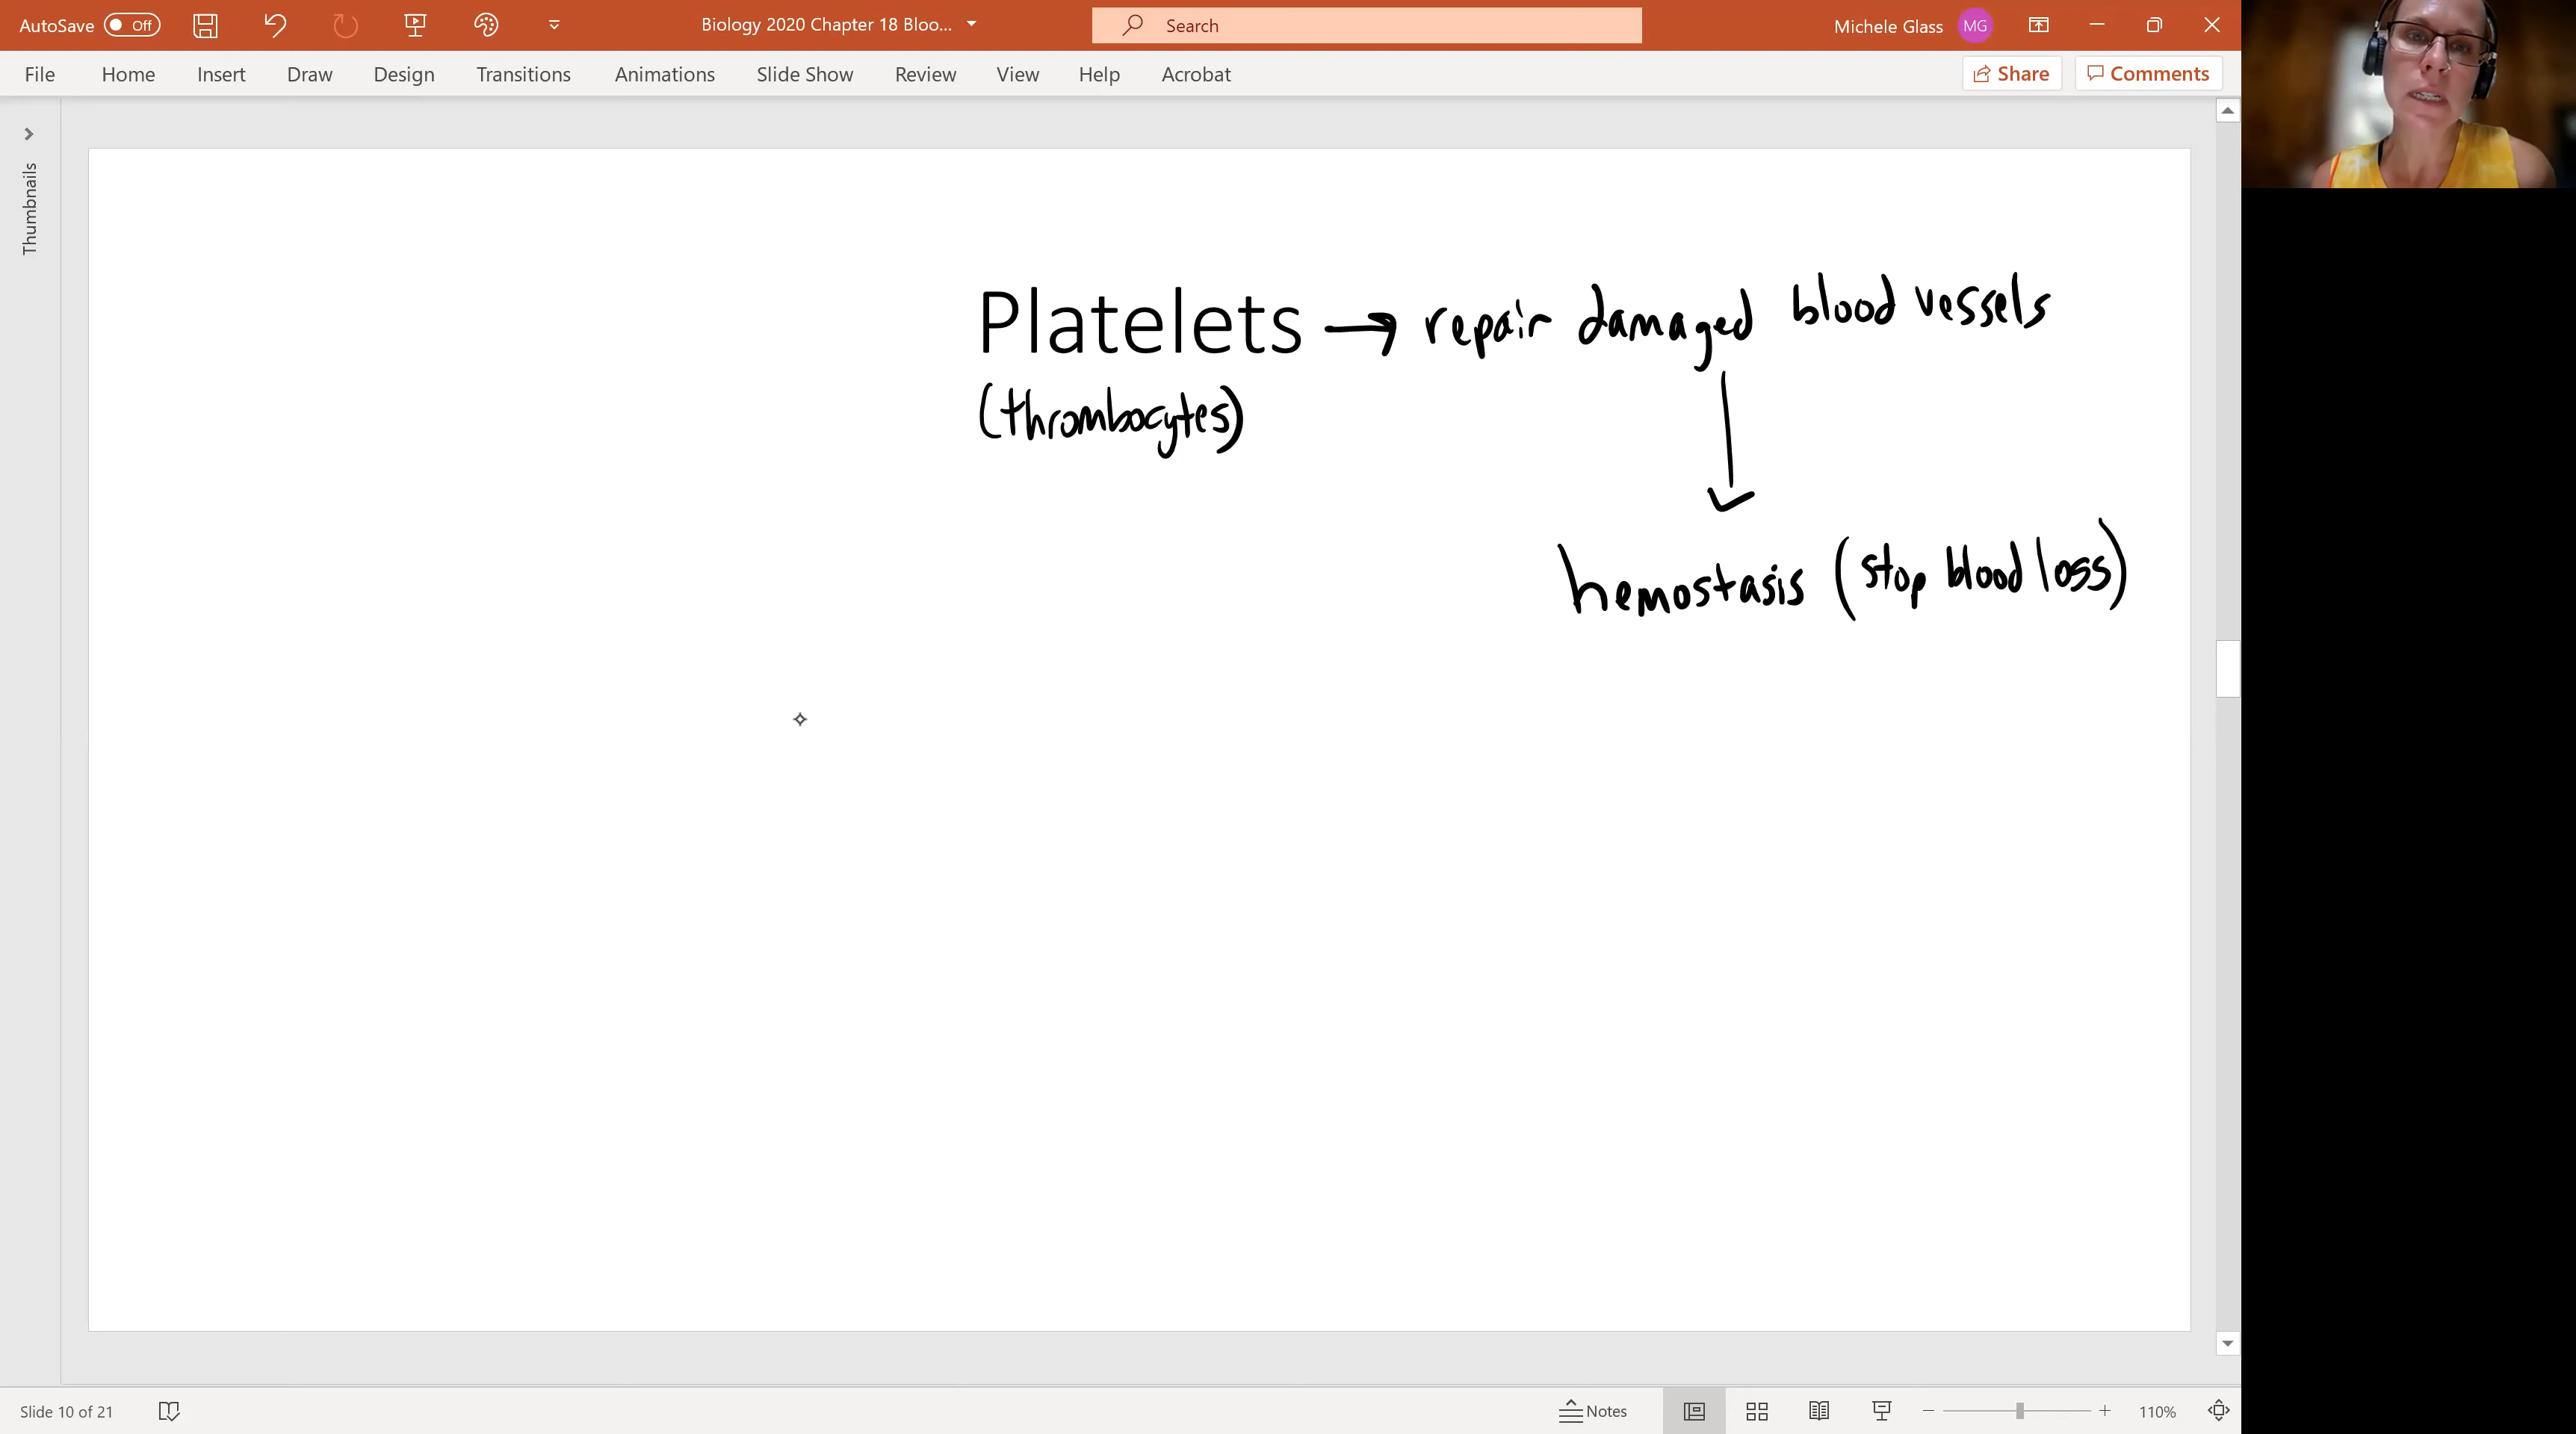 AutoSave Off Biology 2020 Chapter 18 Bloo... Search Michele Glass MG
File Home Insert Draw Design Transitions Animations Slide Show Review View Help Acrobat Share Comments
Thumbnails
Platelets → repair damaged blood vessels
(thrombocytes)
hemostasis (stop blood loss)
Slide 10 of 21 Notes 110%